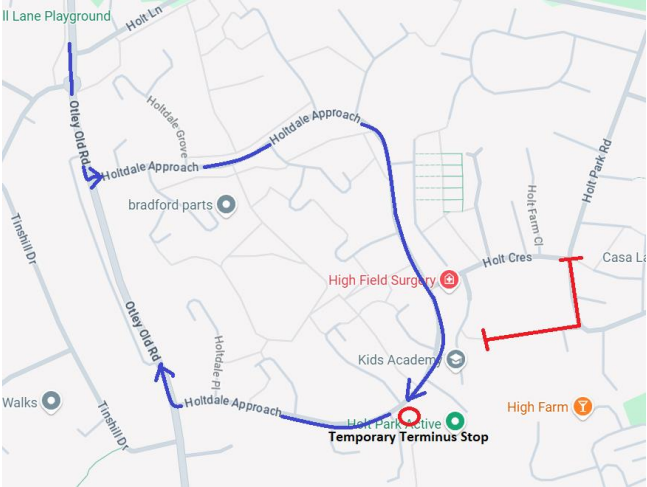 ll Lane Playground
Holt Ln
Otley Old Rd
Holtdale Grove
Holtdale Approach
Holtdale Approach
bradford parts
Tinshill Dr
Holt Park Rd
Holt Farm Cl
Holt Cres
Casa La
High Field Surgery
Otley Old Rd
Holtdale Pl
Kids Academy
Walks
Tinshill Dr
Holtdale Approach
High Farm
Holt Park Active
Temporary Terminus Stop